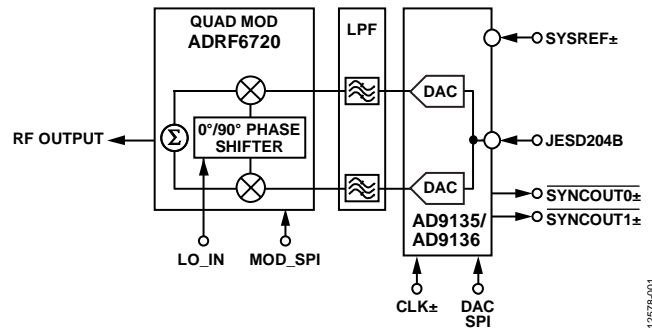 QUAD MOD
ADRF6720
LPF
SYSREF±
DAC
RF OUTPUT
Σ
0°/90° PHASE
SHIFTER
JESD204B
DAC
SYNCOUT0±
SYNCOUT1±
AD9135/
AD9136
LO_IN
MOD_SPI
CLK±
DAC
SPI
12578-001